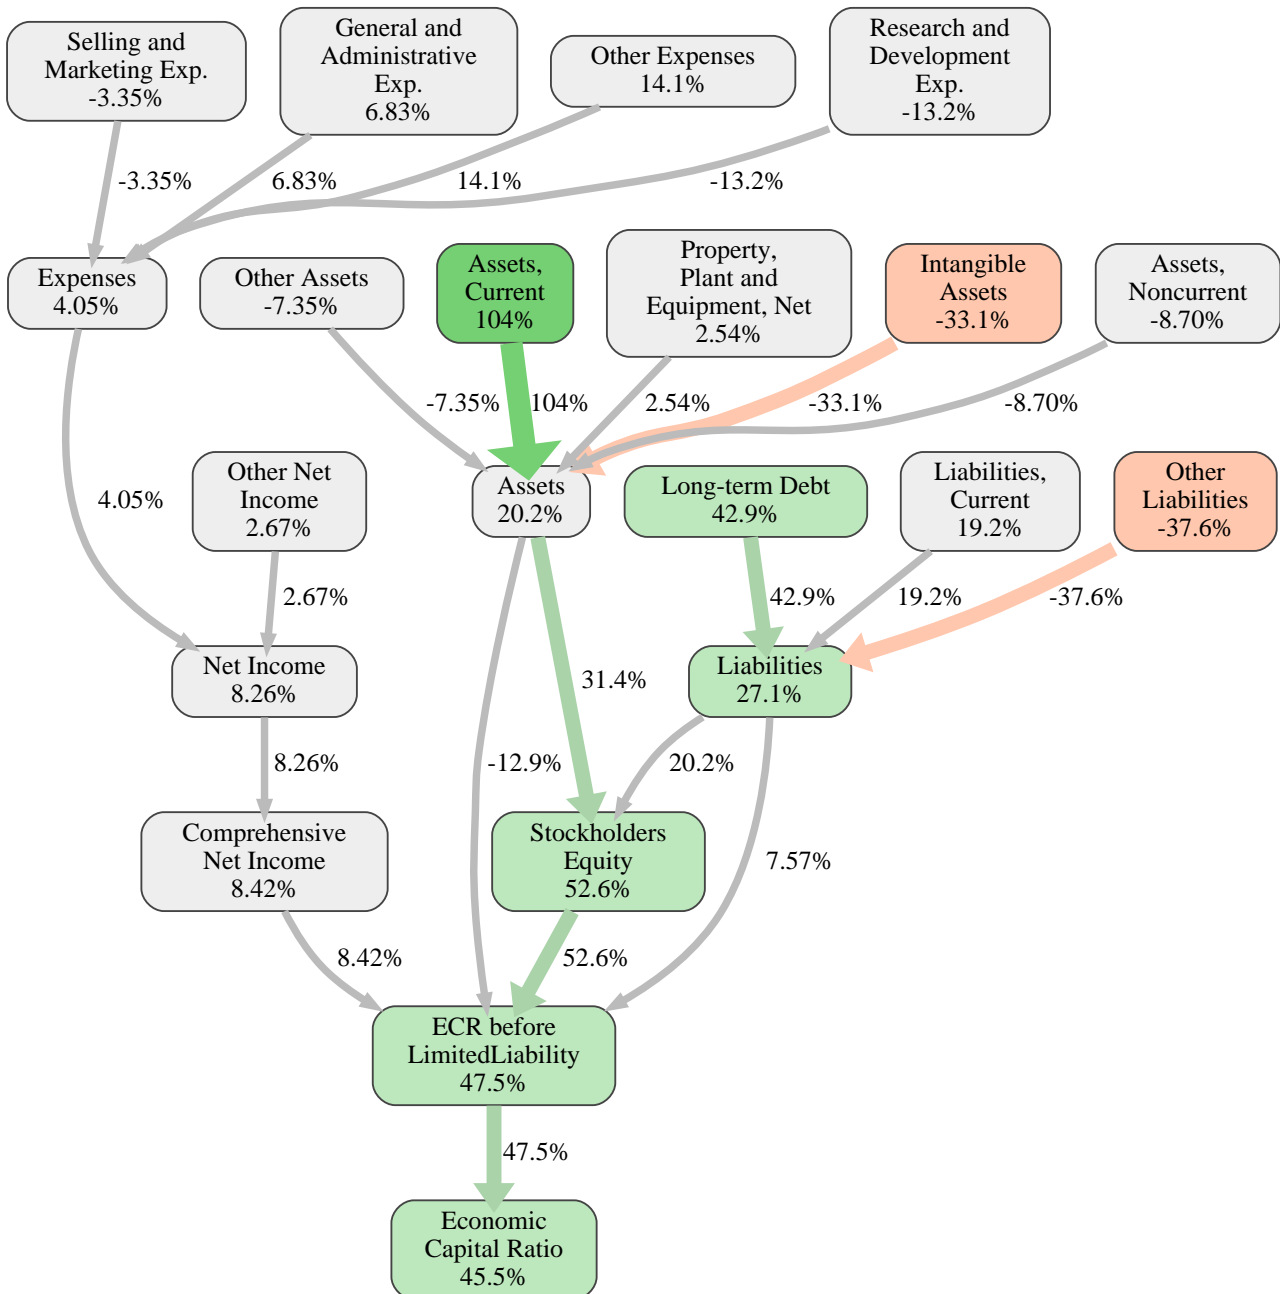 Selling and
Marketing Exp.
-3.35%
General and
Administrative
Exp.
6.83%
Other Expenses
14.1%
Research and
Development
Exp.
-13.2%
-3.35%
6.83%
14.1%
-13.2%
Expenses
4.05%
Other Assets
-7.35%
Assets,
Current
104%
Property,
Plant and
Equipment, Net
2.54%
Intangible
Assets
-33.1%
Assets,
Noncurrent
-8.70%
-7.35%
104%
2.54%
-33.1%
-8.70%
4.05%
Other Net
Income
2.67%
Assets
20.2%
Long-term Debt
42.9%
Liabilities,
Current
19.2%
Other
Liabilities
-37.6%
2.67%
42.9%
19.2%
-37.6%
Net Income
8.26%
31.4%
Liabilities
27.1%
8.26%
-12.9%
20.2%
Comprehensive
Net Income
8.42%
Stockholders
Equity
52.6%
7.57%
8.42%
52.6%
ECR before
LimitedLiability
47.5%
47.5%
Economic
Capital Ratio
45.5%